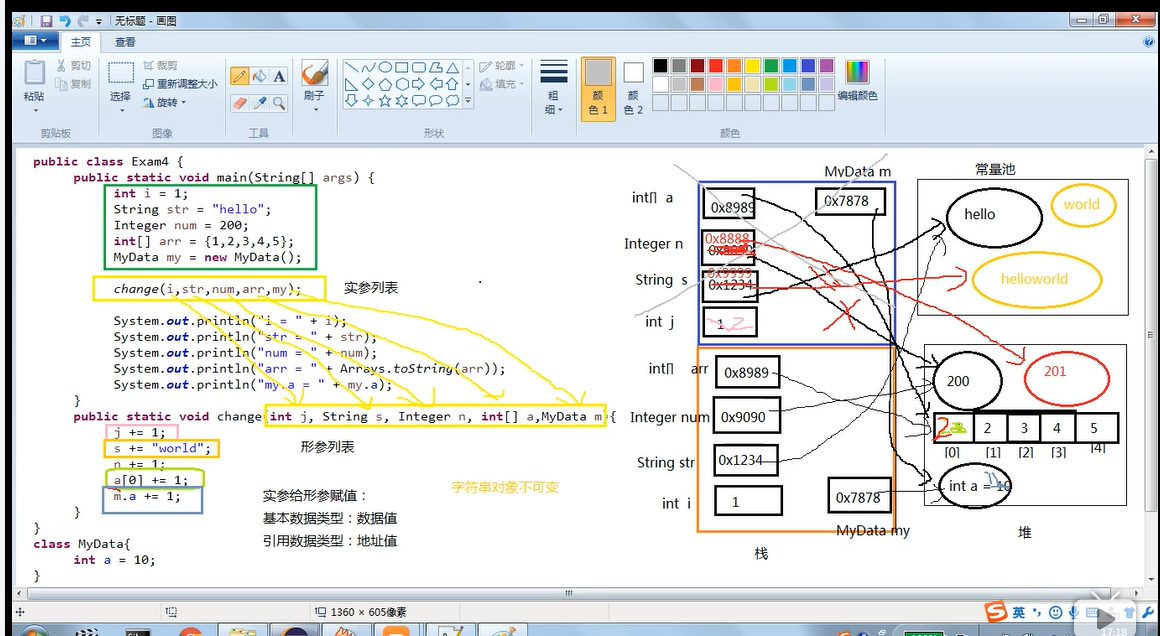 无标题 - 画图
主页
查看
粘贴
剪切
复制
剪贴板
选择
裁剪
重新调整大小
旋转
图像
A
工具
刷子
轮廓
填充
形状
粗
细
颜
色 1
颜
色 2
编辑颜色
颜色
public class Exam4 {
public static void main(String[] args) {
int i = 1;
String str = "hello";
Integer num = 200;
int[] arr = {1,2,3,4,5};
MyData my = new MyData();
change(i,str,num,arr,my);
实参列表
System.out.println("i = " + i);
System.out.println("str = " + str);
System.out.println("num = " + num);
System.out.println("arr = " + Arrays.toString(arr));
System.out.println("my.a = " + my.a);
}
public static void change(int j, String s, Integer n, int[] a,MyData m){
j += 1;
s += "world";
n += 1;
a[0] += 1;
m.a += 1;
}
}
class MyData{
int a = 10;
}
形参列表
实参给形参赋值：
基本数据类型：数据值
引用数据类型：地址值
字符串对象不可变
MyData m
int[] a
0x8989
0x7878
Integer n
0x8888
String s
0x9999
0x1234
int j
1 2
int[] arr
0x8989
Integer num
0x9090
String str
0x1234
int i
1
0x7878
MyData my
栈
常量池
hello
world
helloworld
200
201
2
2
3
4
5
[0]
[1]
[2]
[3]
[4]
int a = 10
11
堆
1360 × 605像素
英
17:18